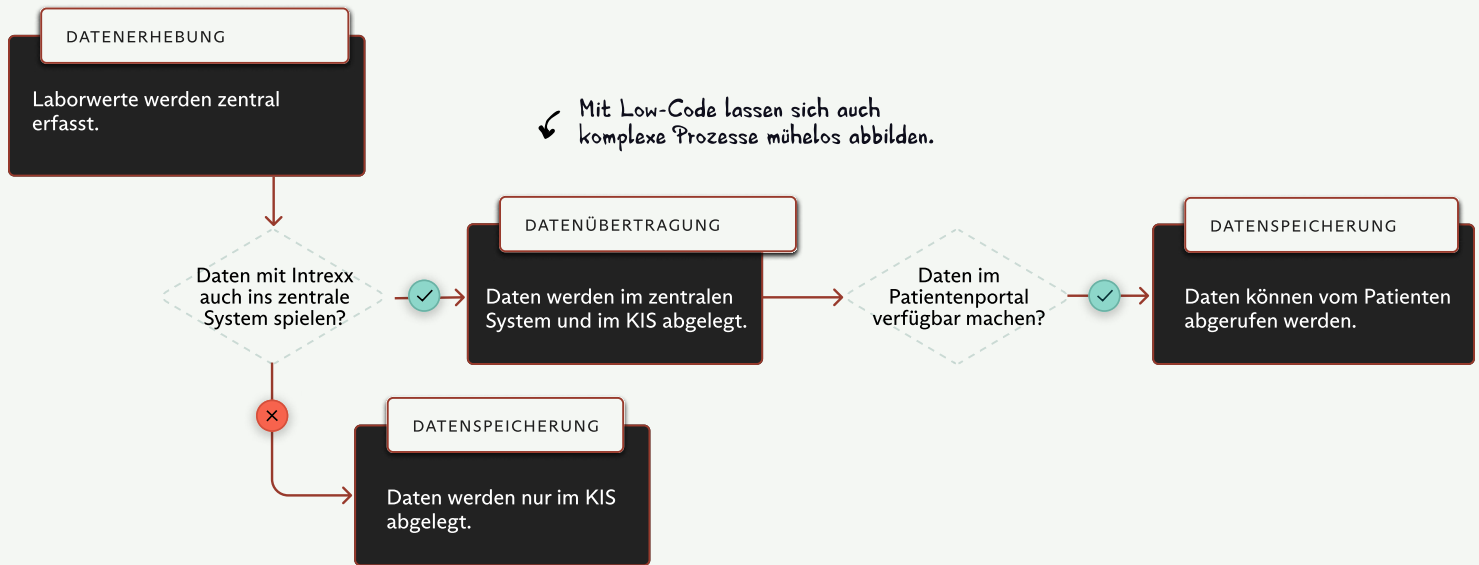 DATENERHEBUNG
Laborwerte werden zentral
erfasst.
Mit Low-Code lassen sich auch
komplexe Prozesse mühelos abbilden.
Daten mit Intrexx
auch ins zentrale
System spielen?
DATENÜBERTRAGUNG
Daten werden im zentralen
System und im KIS abgelegt.
Daten im
Patientenportal
verfügbar machen?
DATENSPEICHERUNG
Daten können vom Patienten
abgerufen werden.
DATENSPEICHERUNG
Daten werden nur im KIS
abgelegt.